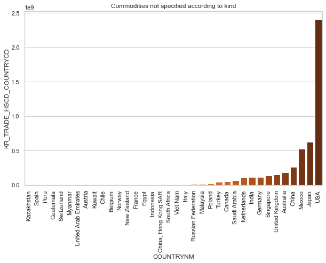 Commodities not specified according to kind
1e9
2.5
2.0
1.5
1.0
0.5
0.0
KR_TRADE_HSCD_COUNTRYCD
Kazakhstan
Spain
Peru
Guatemala
Switzerland
Myanmar
United Arab Emirates
Austria
Kuwait
Chile
Belgium
Norway
New Zealand
France
Egypt
Indonesia
China, Hong Kong SAR
South Africa
Viet Nam
Italy
Russian Federation
Malaysia
Poland
Turkey
Canada
Saudi Arabia
Netherlands
India
Germany
Singapore
United Kingdom
Australia
China
Mexico
Japan
USA
COUNTRYNM